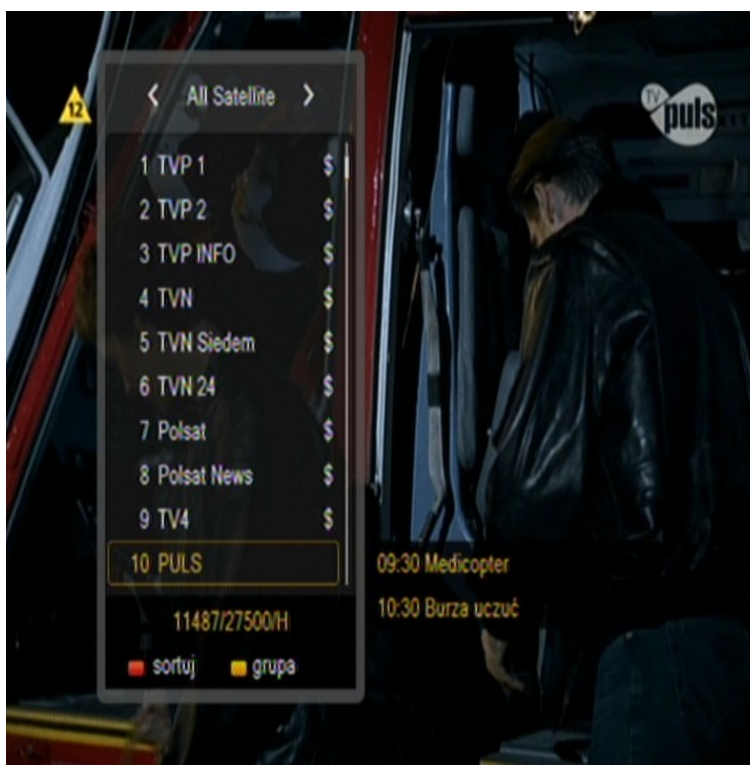 12
< All Satellite >
TV puls
1 TVP 1 $
2 TVP 2 $
3 TVP INFO $
4 TVN $
5 TVN Siedem $
6 TVN 24 $
7 Polsat $
8 Polsat News $
9 TV4 $
10 PULS
09:30 Medicopter
10:30 Burza uczuć
11487/27500/H
sortuj grupa